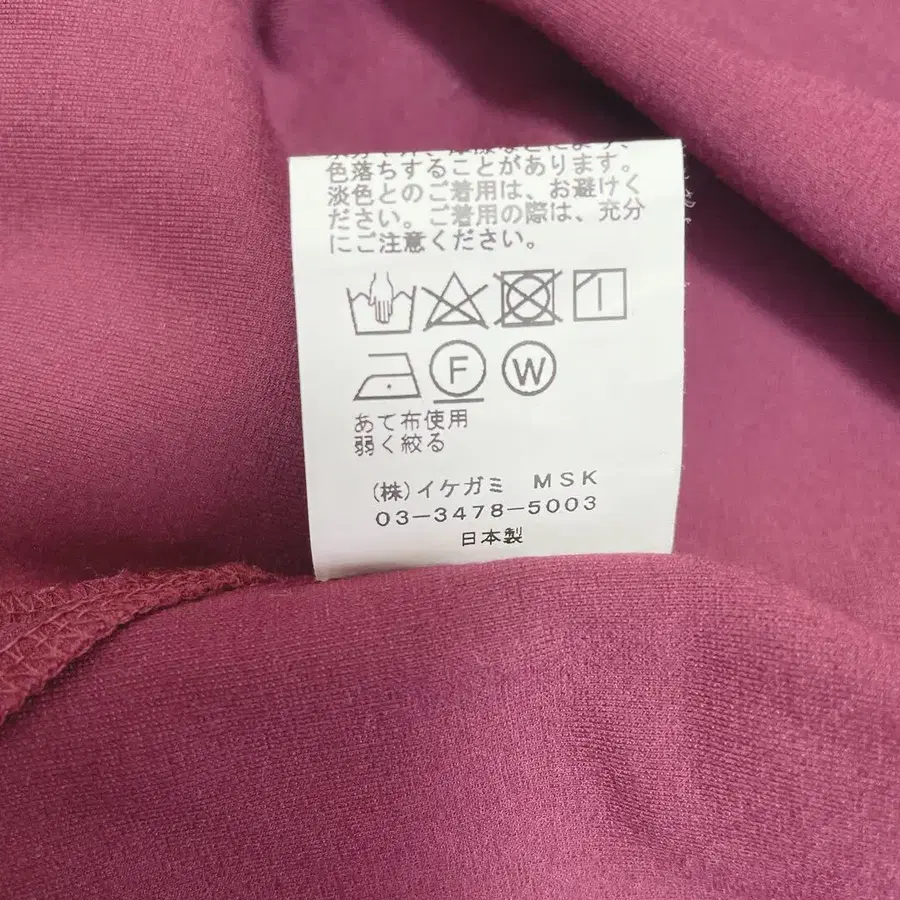 色落ちすることがあります。
淡色とのご着用は、お避けく
ださい。ご着用の際は、充分
にご注意ください。
F W
あて布使用
弱く絞る
(株)イケガミ MSK
03-3478-5003
日本製